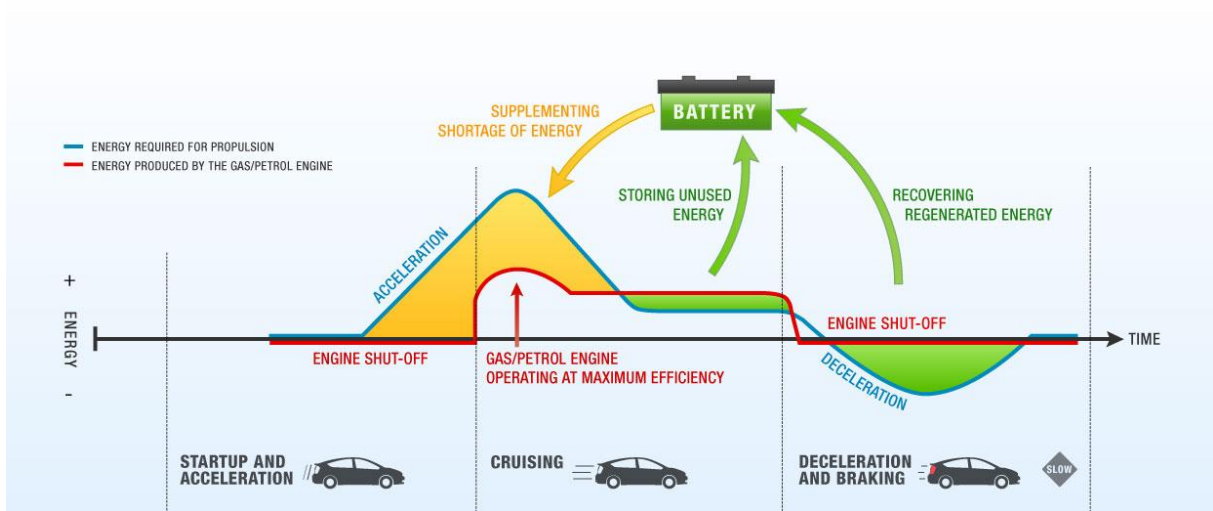 BATTERY
SUPPLEMENTING
SHORTAGE OF ENERGY
ENERGY REQUIRED FOR PROPULSION
ENERGY PRODUCED BY THE GAS/PETROL ENGINE
STORING UNUSED
ENERGY
RECOVERING
REGENERATED ENERGY
ACCELERATION
+
ENERGY
-
ENGINE SHUT-OFF
GAS/PETROL ENGINE
OPERATING AT MAXIMUM EFFICIENCY
ENGINE SHUT-OFF
TIME
DECELERATION
STARTUP AND
ACCELERATION
CRUISING
DECELERATION
AND BRAKING
SLOW